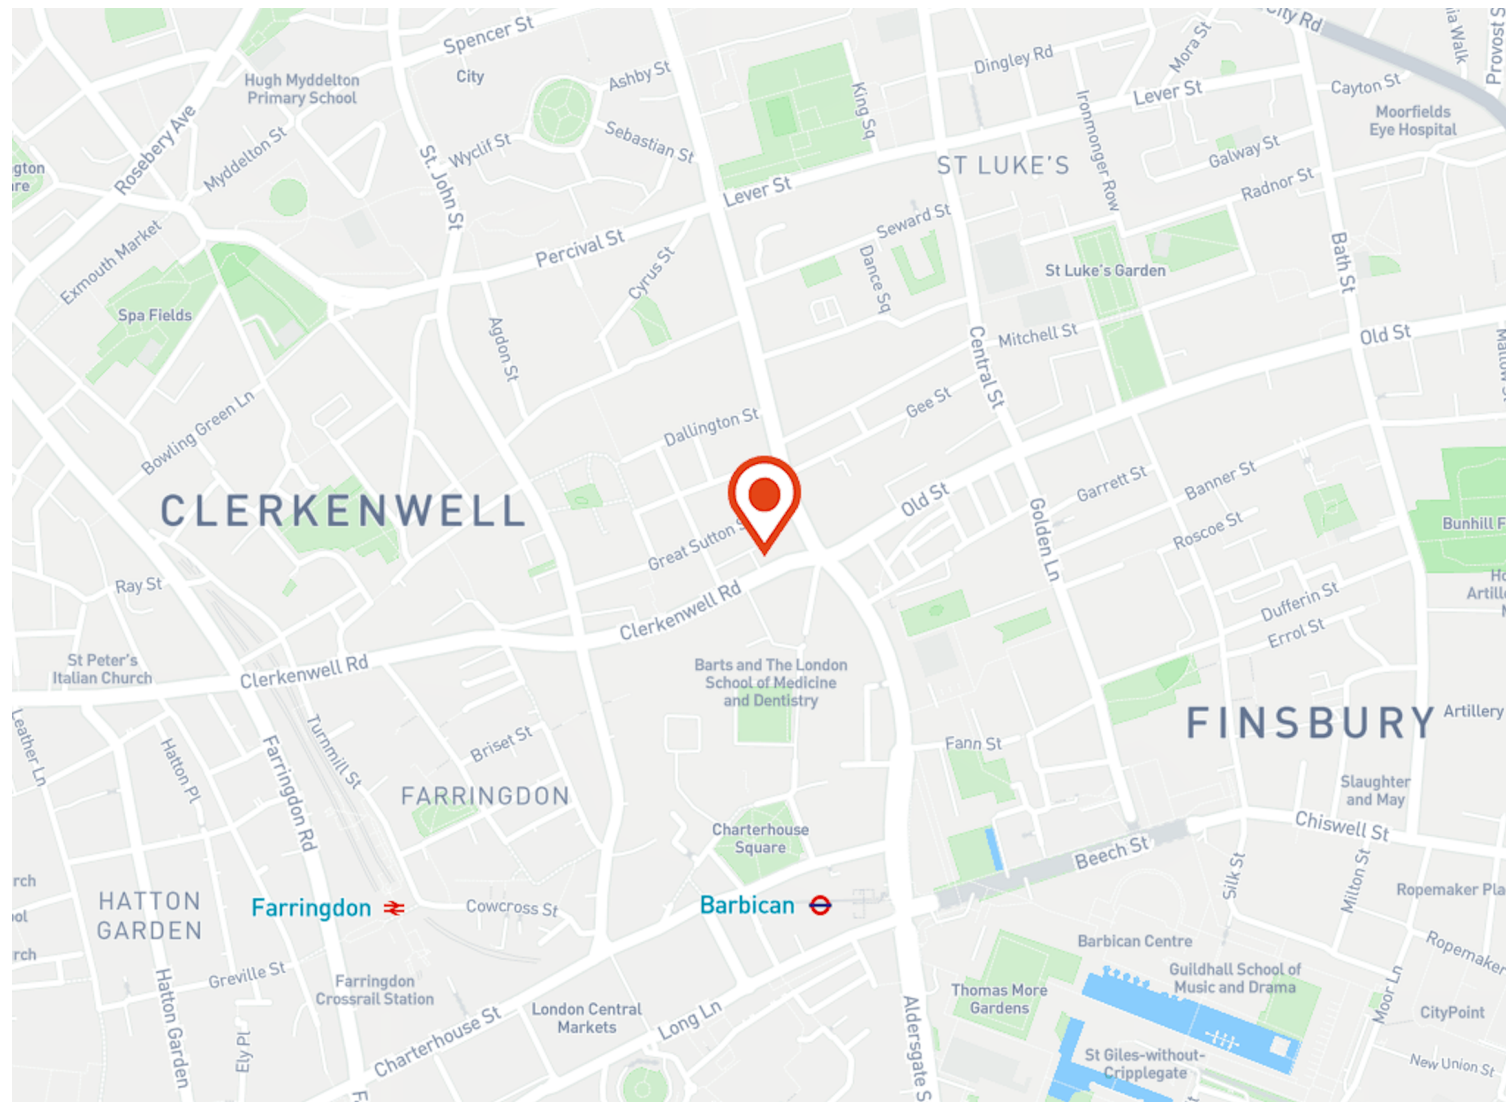 Spencer St
City Rd
Provost S
City
Hugh Myddelton
Primary School
Ashby St
Dingley Rd
Mora St
Lever St
Cayton St
Moorfields
Eye Hospital
King Sq
Ironmonger Row
Rosebery Ave
Myddelton St
St. John St
Wyclif St
Sebastian St
Galway St
ST LUKE'S
Radnor St
Lever St
Exmouth Market
Percival St
Seward St
Dance Sq
Bath St
Cyrus St
St Luke's Garden
Spa Fields
Agdon St
Central St
Mitchell St
Old St
Bowling Green Ln
Dallington St
Gee St
CLERKENWELL
Old St
Garrett St
Banner St
Great Sutton S
Golden Ln
Roscoe St
Bunhill F
Ray St
Clerkenwell Rd
Dufferin St
Errol St
St Peter's
Italian Church
Clerkenwell Rd
Barts and The London
School of Medicine
and Dentistry
Leather Ln
Hatton Pl
Farringdon Rd
Turnmill St
Briset St
Fann St
FINSBURY
Artillery
FARRINGDON
Slaughter
and May
Charterhouse
Square
Chiswell St
Beech St
Silk St
Milton St
HATTON
GARDEN
Farringdon
Cowcross St
Barbican
Ropemaker Pla
Greville St
Farringdon
Crossrail Station
Barbican Centre
Ropemaker
Hatton Garden
Ely Pl
Charterhouse St
London Central
Markets
Long Ln
Aldersgate S
Thomas More
Gardens
Guildhall School of
Music and Drama
Moor Ln
CityPoint
St Giles-without-
Cripplegate
New Union St